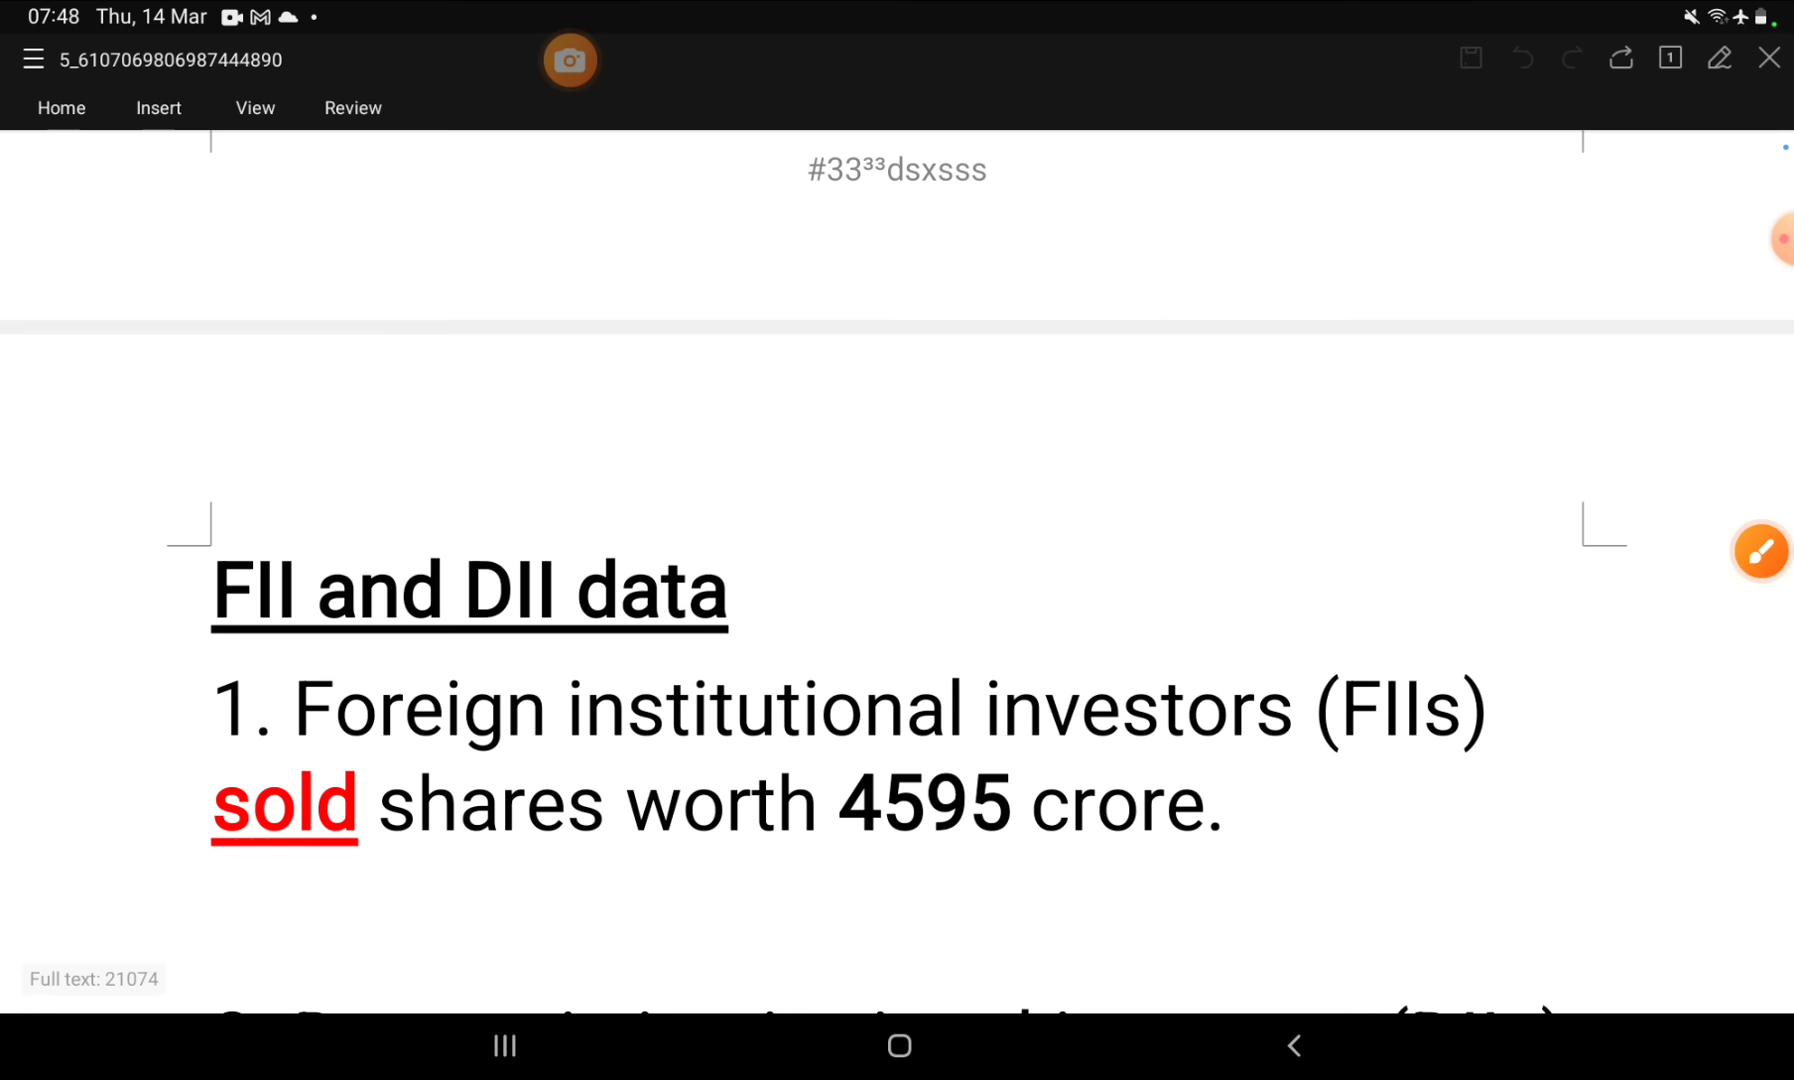 07:48 Thu, 14 Mar
5_6107069806987444890
1
Home Insert View Review
#33³³dsxsss
FII and DII data
1. Foreign institutional investors (FIIs)
sold shares worth 4595 crore.
Full text: 21074